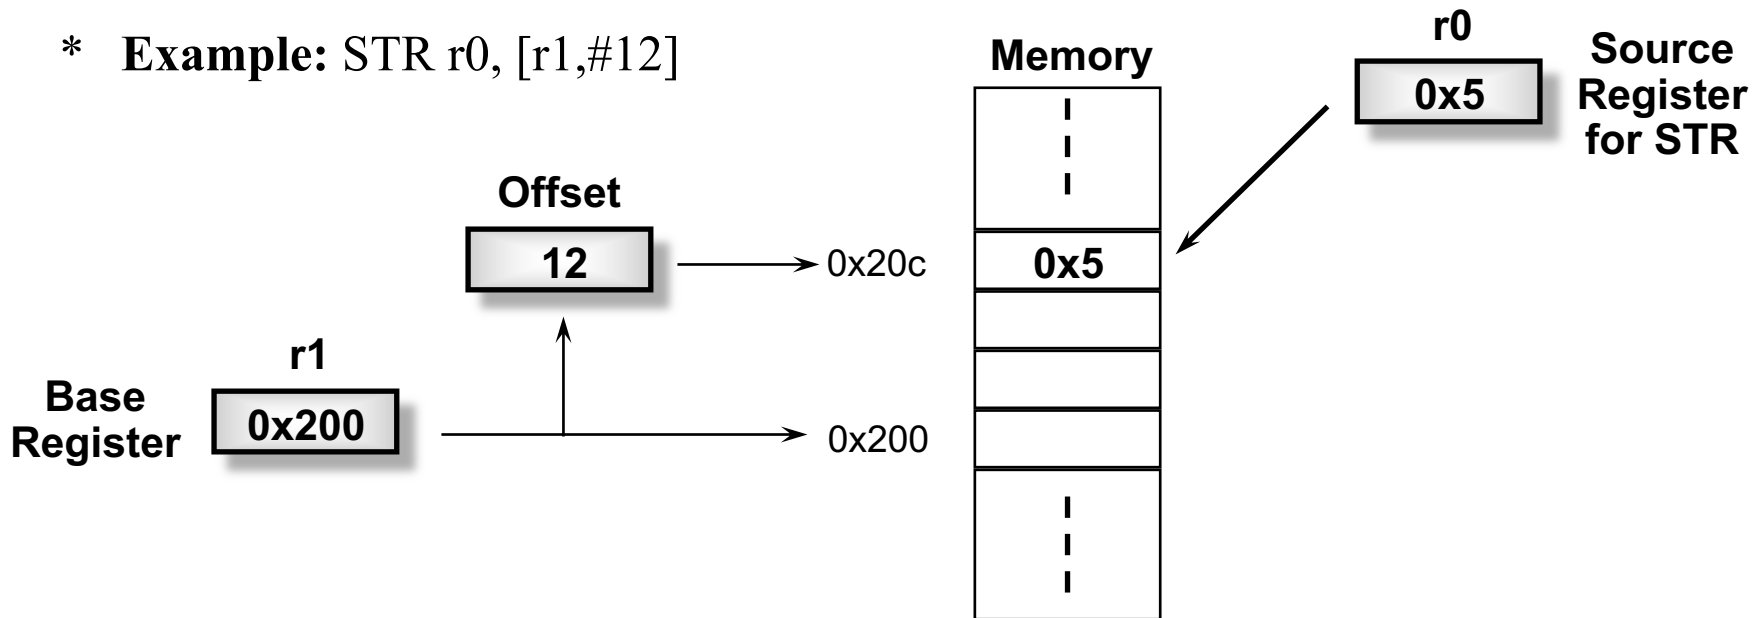 * Example: STR r0, [r1,#12]
Memory
r0
0x5
Source
Register
for STR
Offset
12
0x20c
0x5
r1
Base
Register
0x200
0x200